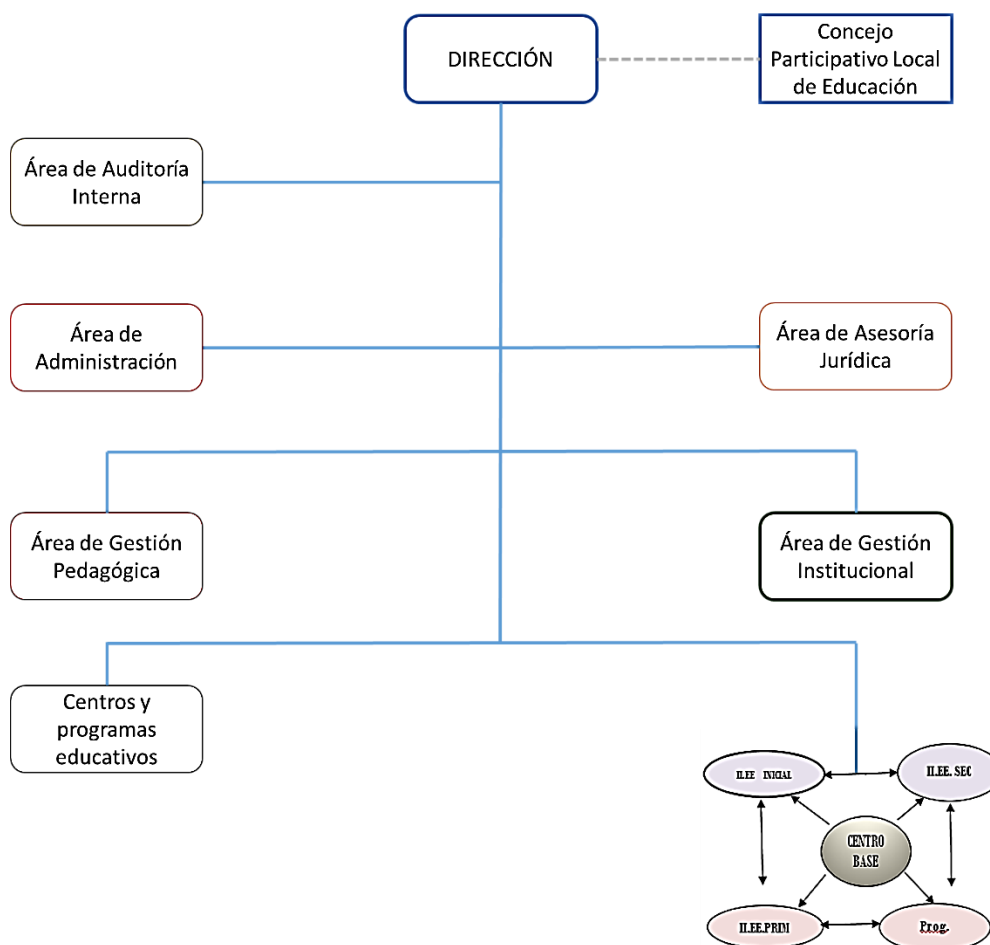 DIRECCIÓN
Concejo
Participativo Local
de Educación
Área de Auditoría
Interna
Área de
Administración
Área de Asesoría
Jurídica
Área de Gestión
Pedagógica
Área de Gestión
Institucional
Centros y
programas
educativos
II.EE INICIAL
II.EE. SEC
CENTRO
BASE
II.EE.PRIM
Prog.